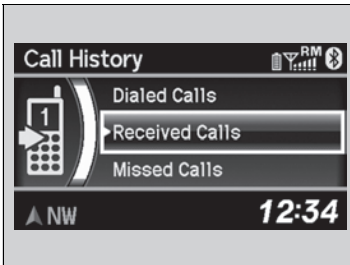 Call History
RM
1
Dialed Calls
Received Calls
Missed Calls
NW
12:34